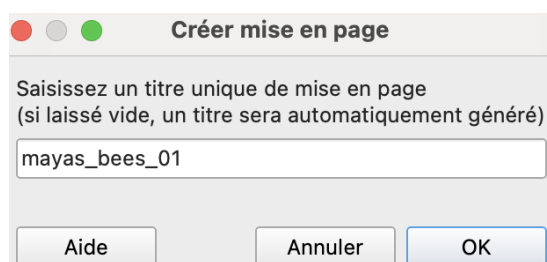 Créer mise en page
Saisissez un titre unique de mise en page
(si laissé vide, un titre sera automatiquement généré)
mayas_bees_01
Aide Annuler OK